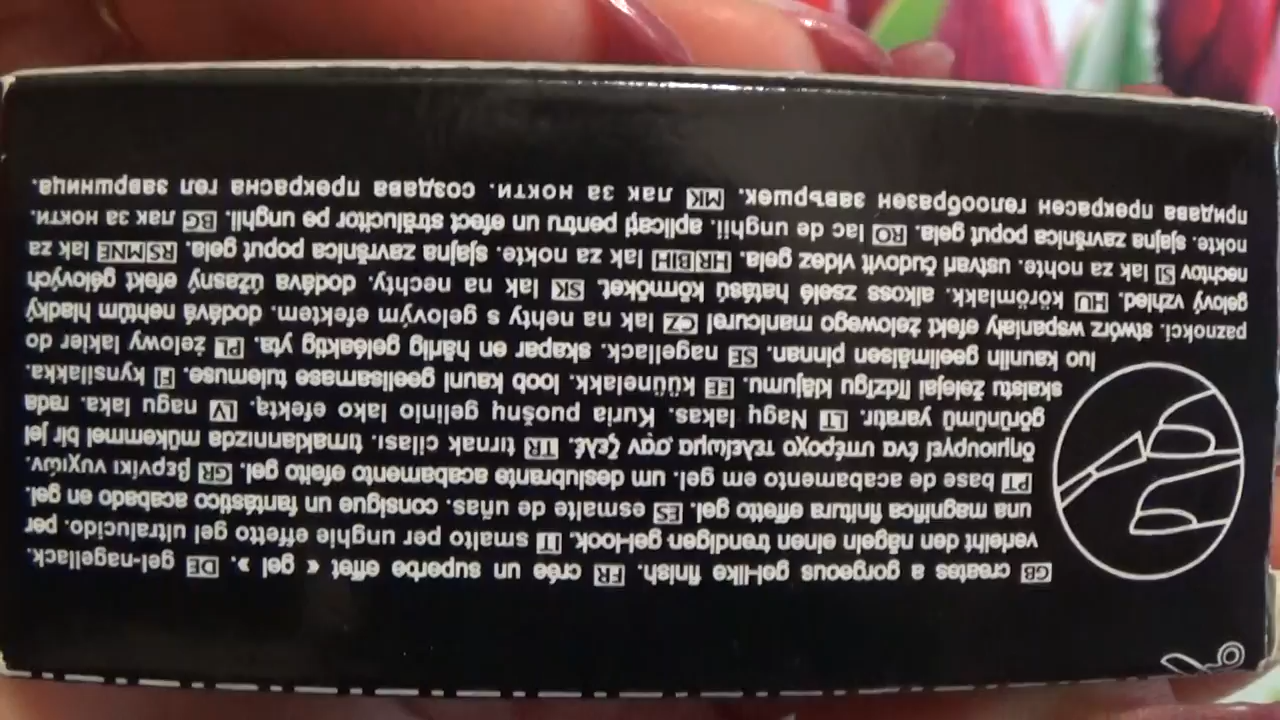 GB creates a gorgeous gel-like finish. FR crée un superbe effet « gel ». DE gel-nagellack.
verleiht den nägeln einen trendigen gel-look. IT smalto per unghie effetto gel ultralucido. per
una magnifica finitura effetto gel. ES esmalte de uñas. consigue un fantástico acabado en gel.
PT base de acabamento em gel. um deslubrante acabamento efeito gel. GR βερνίκι νυχιών.
δημιουργεί ένα υπέροχο τελείωμα σαν ζελέ. TR tırnak cilası. tırnaklarınızda mükemmel bir jel
görünümü yaratır. LT Nagų lakas. Kuria puošnų gelinio lako efektą. LV nagu laka. rada
skaistu želejai līdzīgu klājumu. EE küünelakk. loob kauni geelisarnase tulemuse. FI kynsilakka.
luo kauniin geelimäisen pinnan. SE nagellack. skapar en härlig geléaktig yta. PL żelowy lakier do
paznokci. stwórz wspaniały efekt żelowego manicure! CZ lak na nehty s gelovým efektem. dodává nehtům hladký
gelový vzhled. HU körömlakk. alkoss zselé hatású körmöket. SK lak na nechty. dodáva úžasný efekt gélových
nechtov SI lak za nohte. ustvari čudovit videz gela. HR BIH lak za nokte. sjajna završnica poput gela. RS MNE lak za
nokte. sjajna završnica poput gela. RO lac de unghii. aplicați pentru un efect strălucitor pe unghii. BG лак за нокти.
придава прекрасен гелообразен завършек. MK лак за нокти. создава прекрасна гел завршница.